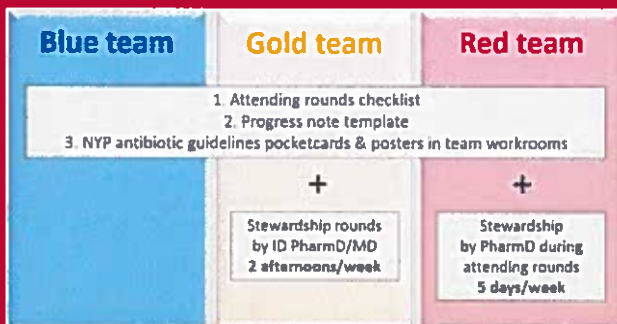 Blue team
Gold team
Red team
1. Attending rounds checklist
2. Progress note template
3. NYP antibiotic guidelines pocketcards & posters in team workrooms
+
+
Stewardship rounds
by ID PharmD/MD
2 afternoons/week
Stewardship
by PharmD during
attending rounds
5 days/week